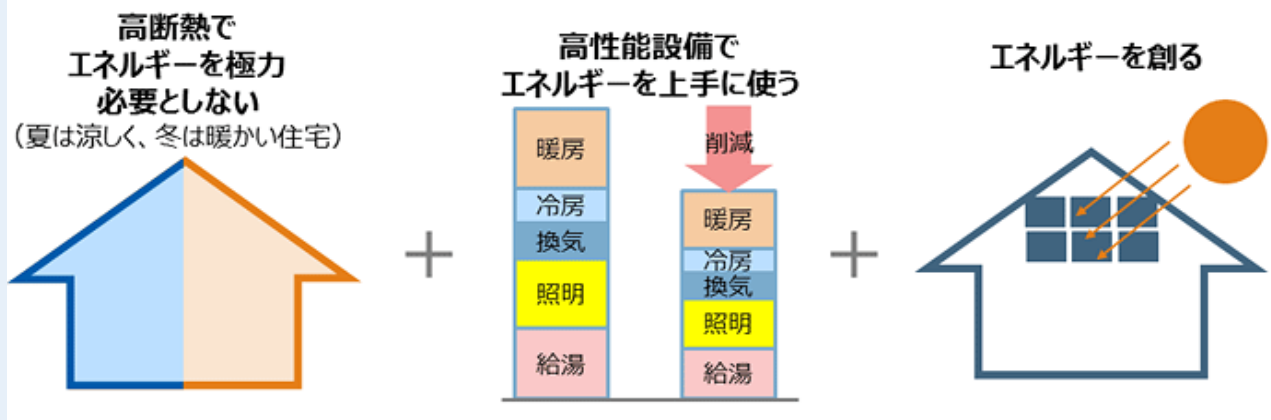 高断熱で
エネルギーを極力
必要としない
（夏は涼しく、冬は暖かい住宅）
高性能設備で
エネルギーを上手に使う
暖房
冷房
換気
照明
給湯
削減
暖房
冷房
換気
照明
給湯
エネルギーを創る